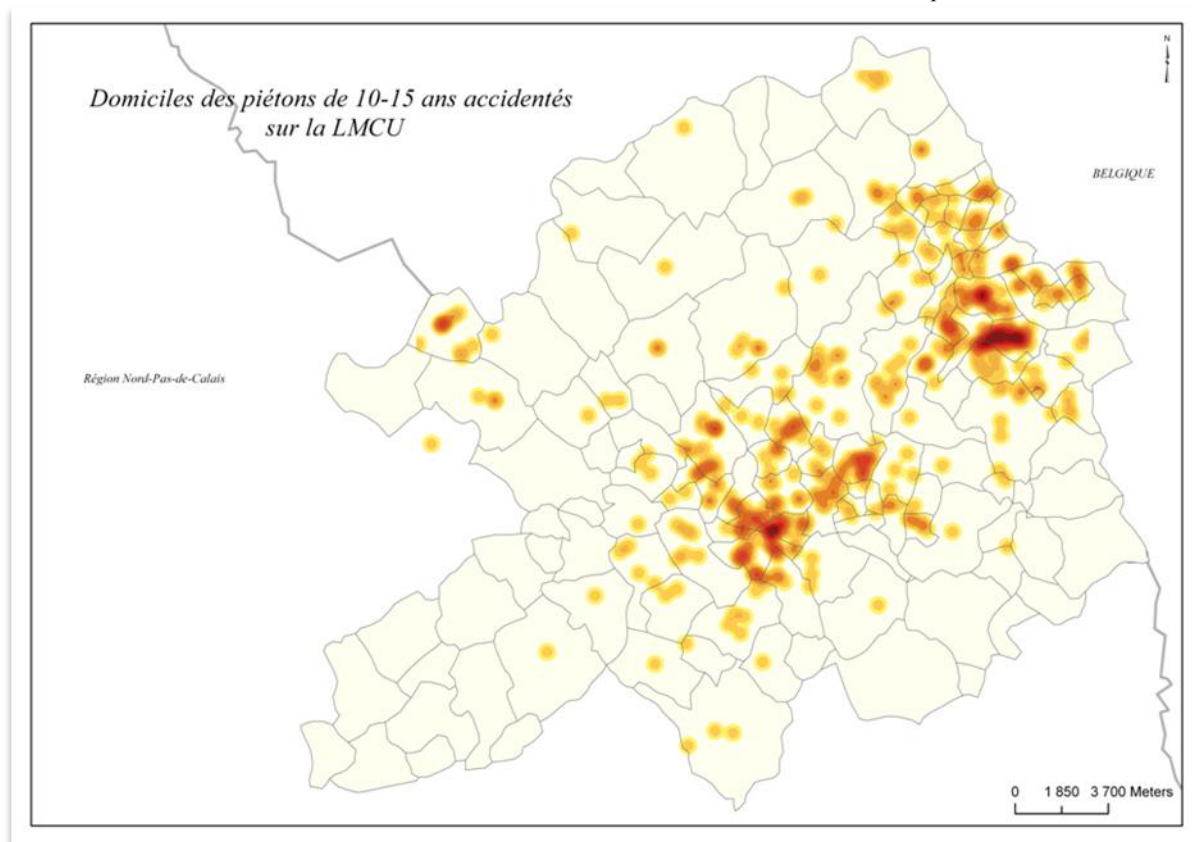 N
Domiciles des piétons de 10-15 ans accidentés
sur la LMCU
BELGIQUE
Région Nord-Pas-de-Calais
0 1 850 3 700 Meters